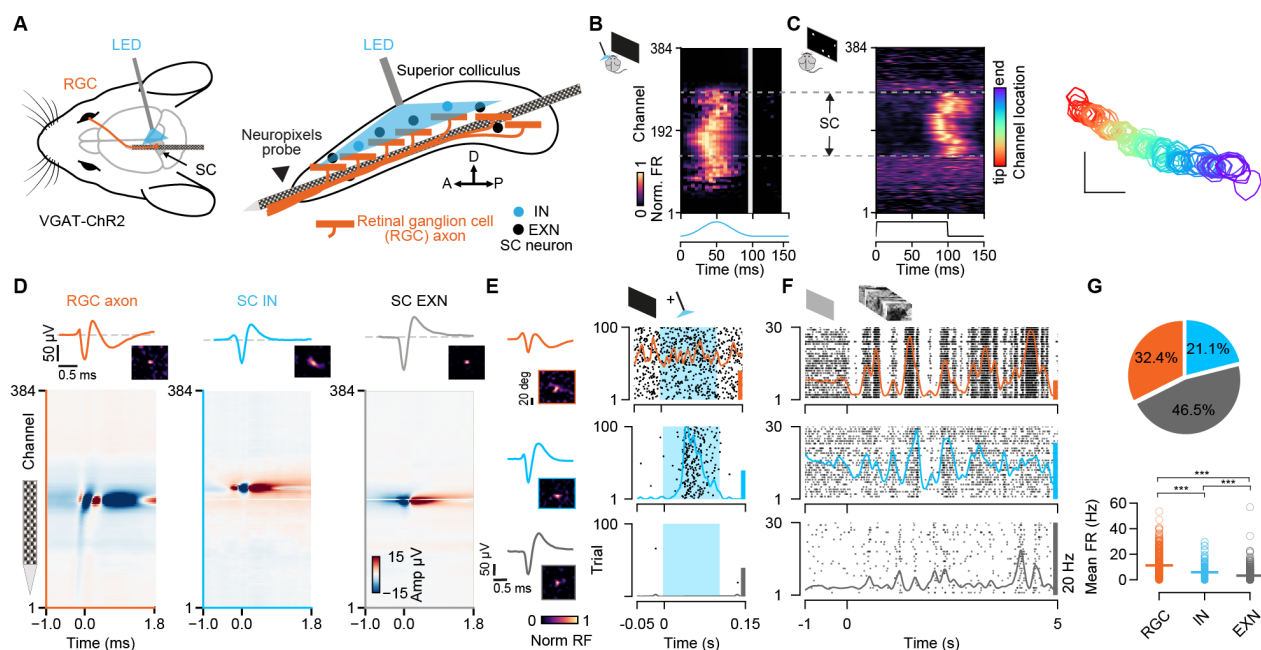 A
LED
RGC
SC
VGAT-ChR2
LED
Superior colliculus
Neuropixels
probe
D
A
P
Retinal ganglion cell
(RGC) axon
IN
EXN
SC neuron
B
384
Channel
192
1
0
1
Norm. FR
0
50
100
150
Time (ms)
SC
C
384
1
0
50
100
150
Time (ms)
tip
end
Channel location
D
RGC axon
SC IN
SC EXN
50 µV
0.5 ms
384
Channel
1
−1.0
0.0
1.8
Time (ms)
384
1
−1.0
0.0
1.8
384
15
−15
Amp µV
1
−1.0
0.0
1.8
E
+
20 deg
50 µV
0.5 ms
0
1
Norm RF
100
1
100
1
100
Trial
1
-0.05
0
0.15
Time (s)
F
30
1
30
1
30
1
20 Hz
-1
0
5
Time (s)
G
32.4%
21.1%
46.5%
***
***
***
60
40
20
0
Mean FR (Hz)
RGC
IN
EXN